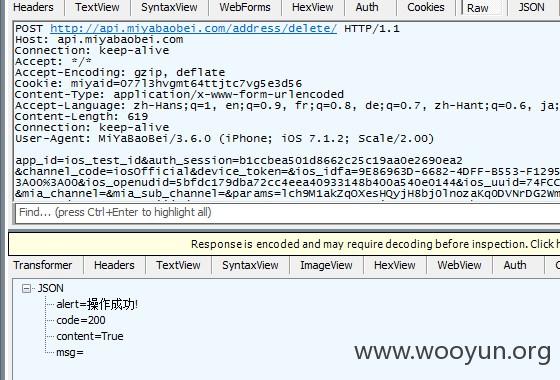 Headers TextView SyntaxView WebForms HexView Auth Cookies Raw JSON
POST http://api.miyabaobei.com/address/delete/ HTTP/1.1
Host: api.miyabaobei.com
Connection: keep-alive
Accept: */*
Accept-Encoding: gzip, deflate
Cookie: miyaid=077l3hvgmt64ttjtc7vg5e3d56
Content-Type: application/x-www-form-urlencoded
Accept-Language: zh-Hans;q=1, en;q=0.9, fr;q=0.8, de;q=0.7, zh-Hant;q=0.6, ja;
Content-Length: 619
Connection: keep-alive
User-Agent: MiYaBaoBei/3.6.0 (iPhone; iOS 7.1.2; Scale/2.00)
app_id=ios_test_id&auth_session=b1ccbea501d8662c25c19aa0e2690ea2
&channel_code=iosOfficial&device_token=&ios_idfa=9E86963D-6682-4DFF-B553-F1295
3A00%3A00&ios_openudid=5bfdc179dba72cc4eea40933148b400a540e0144&ios_uuid=74FCC
&mia_channel=&mia_sub_channel=&params=lch9M1akZqOXesHQyjH8bjOlnozaKqODVNrDG2Wm
Find... (press Ctrl+Enter to highlight all)
Response is encoded and may require decoding before inspection. Click h
Transformer Headers TextView SyntaxView ImageView HexView WebView Auth
JSON
alert=操作成功!
code=200
content=True
msg=
www.wooyun.org